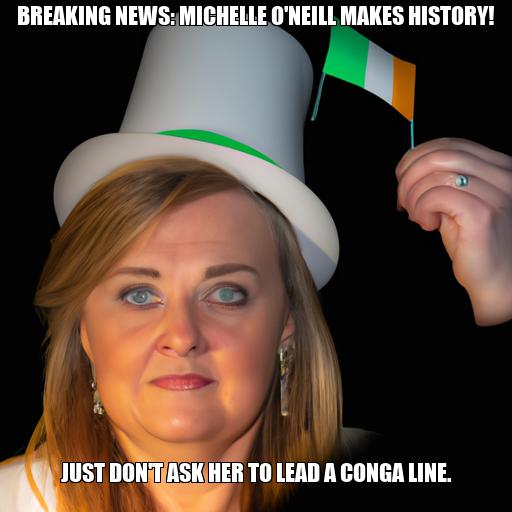 BREAKING NEWS: MICHELLE O'NEILL MAKES HISTORY!
JUST DON'T ASK HER TO LEAD A CONGA LINE.